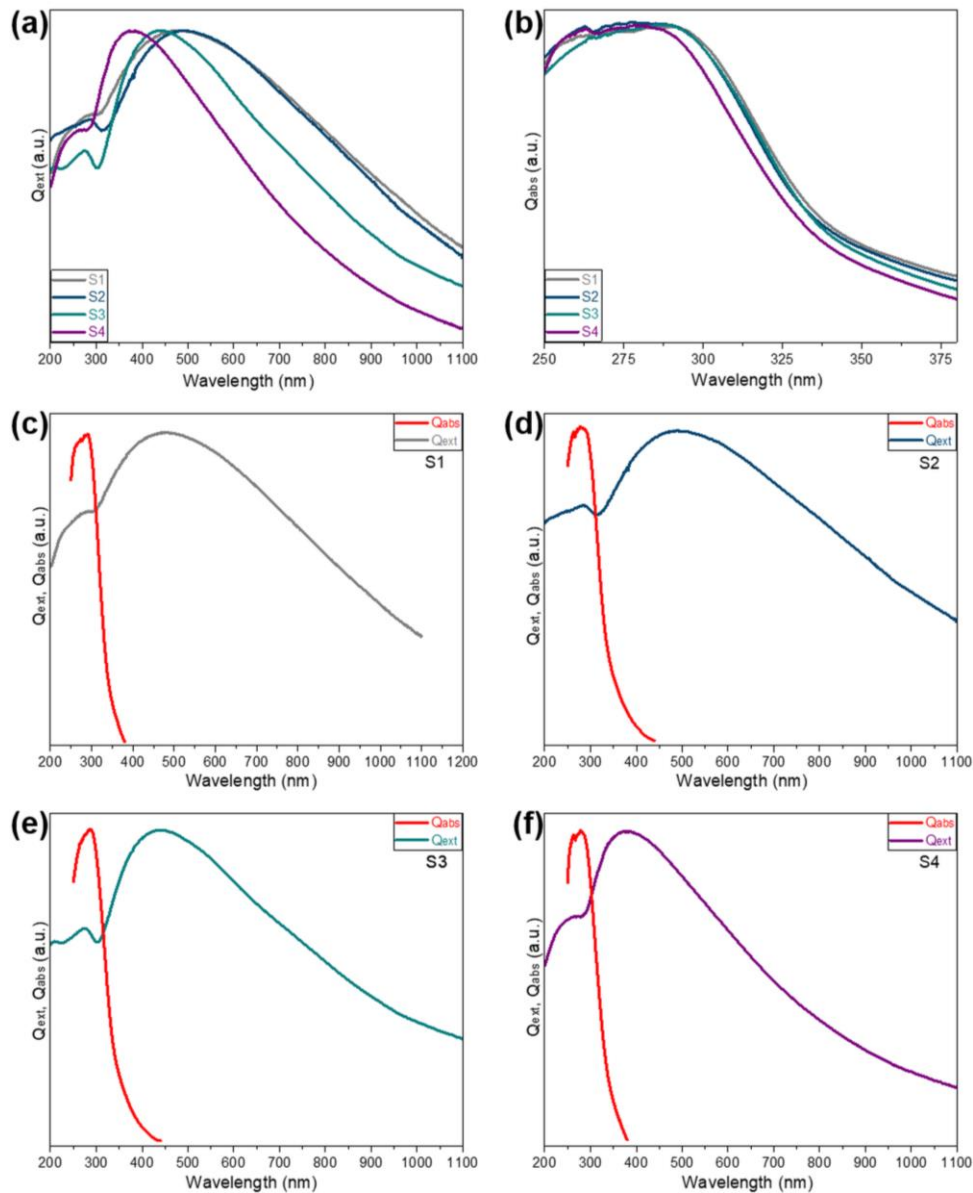 (a)
Qext (a.u.)
S1
S2
S3
S4
200 300 400 500 600 700 800 900 1000 1100
Wavelength (nm)
(b)
Qabs (a.u.)
S1
S2
S3
S4
250 275 300 325 350 375
Wavelength (nm)
(c)
Qext, Qabs (a.u.)
Qabs
Qext
S1
200 300 400 500 600 700 800 900 1000 1100 1200
Wavelength (nm)
(d)
Qext, Qabs (a.u.)
Qabs
Qext
S2
200 300 400 500 600 700 800 900 1000 1100
Wavelength (nm)
(e)
Qext, Qabs (a.u.)
Qabs
Qext
S3
200 300 400 500 600 700 800 900 1000 1100
Wavelength (nm)
(f)
Qext, Qabs (a.u.)
Qabs
Qext
S4
200 300 400 500 600 700 800 900 1000 1100
Wavelength (nm)